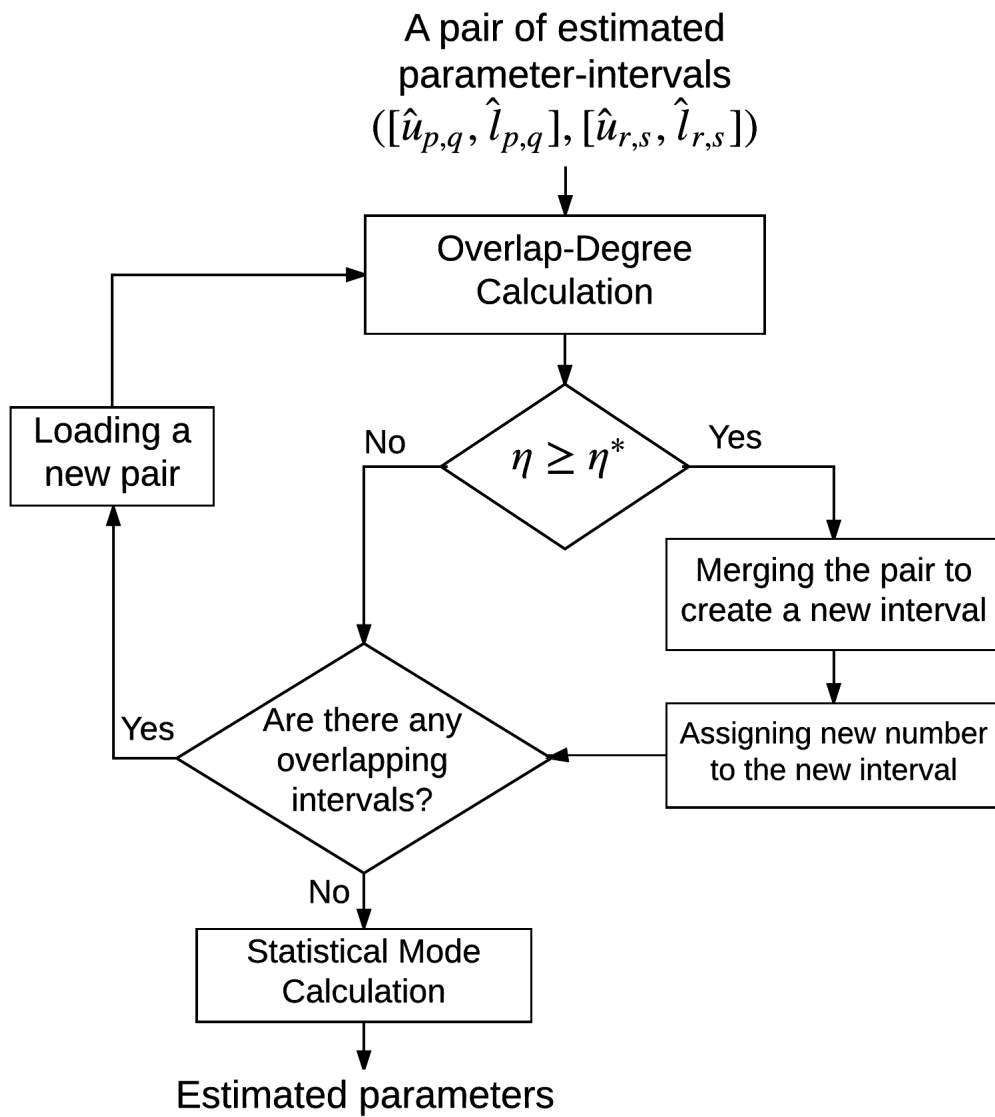 A pair of estimated
parameter-intervals
([û_{p,q}, l̂_{p,q}], [û_{r,s}, l̂_{r,s}])
Overlap-Degree
Calculation
Loading a
new pair
No
η ≥ η*
Yes
Merging the pair to
create a new interval
Yes
Are there any
overlapping
intervals?
Assigning new number
to the new interval
No
Statistical Mode
Calculation
Estimated parameters